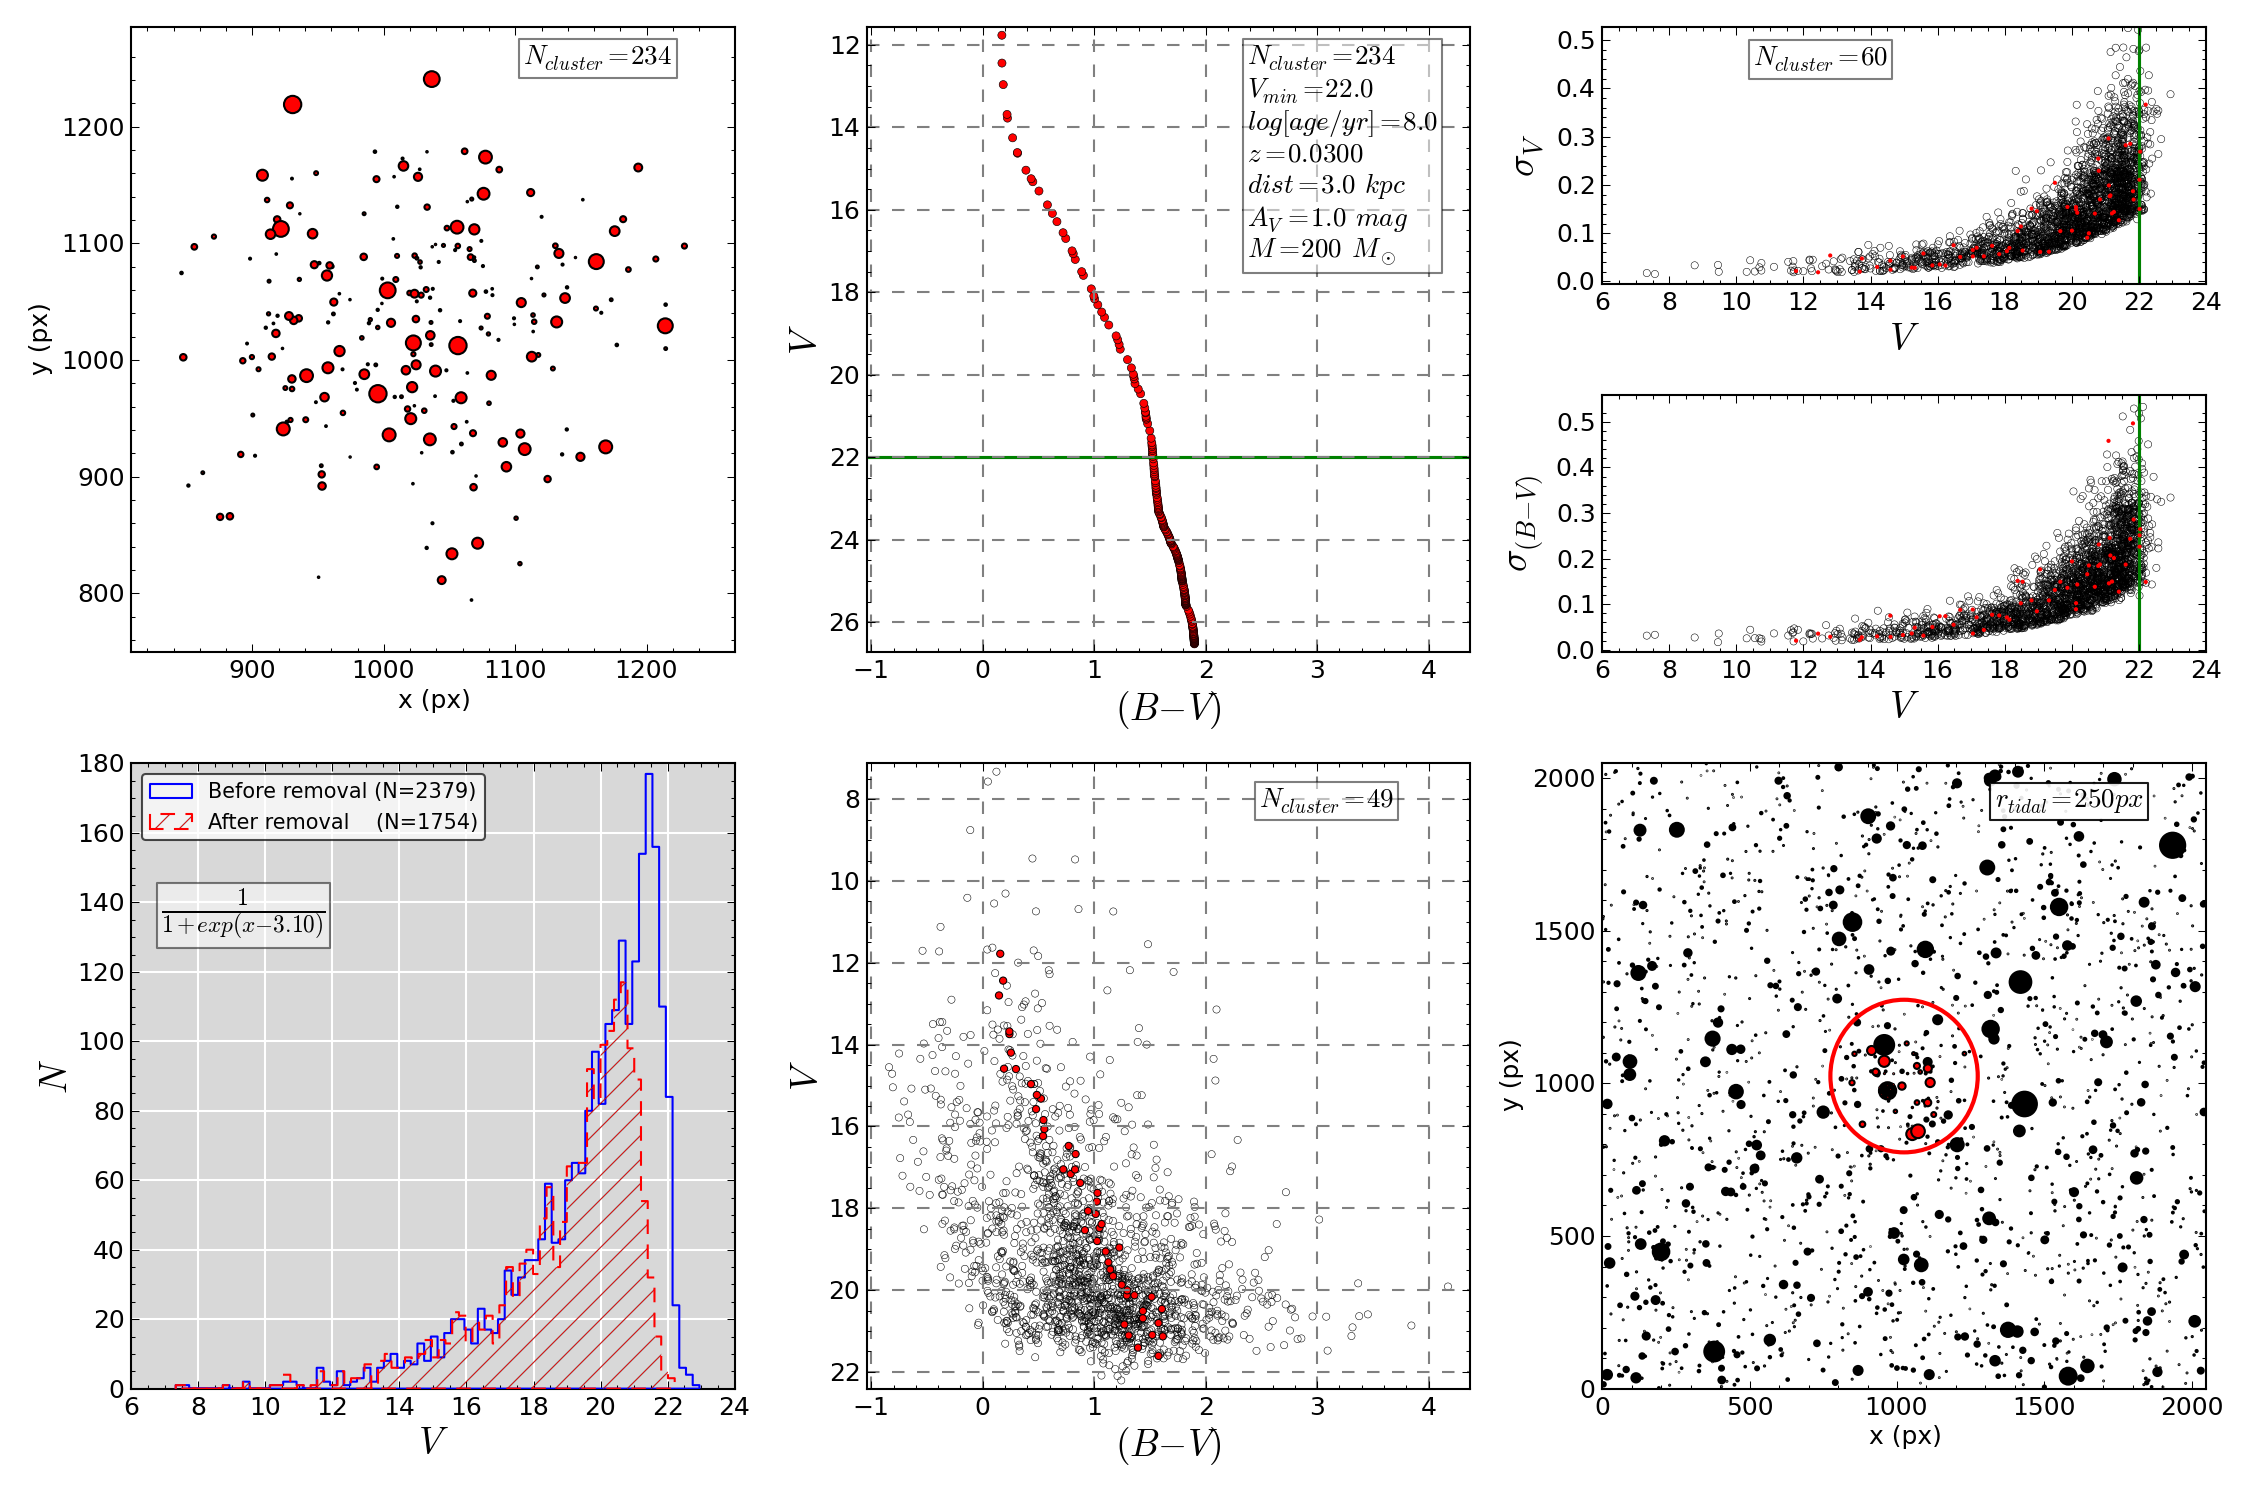 N_cluster=234
1200
1100
1000
900
800
900 1000 1100 1200
x (px)
y (px)
N_cluster=234
V_min=22.0
log[age/yr]=8.0
z=0.0300
dist=3.0 kpc
A_V=1.0 mag
M=200 M_⊙
12
14
16
18
20
22
24
26
−1 0 1 2 3 4
(B−V)
V
N_cluster=60
0.5
0.4
0.3
0.2
0.1
0.0
6 8 10 12 14 16 18 20 22 24
V
σ_V
0.5
0.4
0.3
0.2
0.1
0.0
6 8 10 12 14 16 18 20 22 24
V
σ_(B−V)
Before removal (N=2379)
After removal (N=1754)
1
1+exp(x−3.10)
180
160
140
120
100
80
60
40
20
0
6 8 10 12 14 16 18 20 22 24
V
N
N_cluster=49
8
10
12
14
16
18
20
22
−1 0 1 2 3 4
(B−V)
V
r_tidal=250px
2000
1500
1000
500
0
0 500 1000 1500 2000
x (px)
y (px)